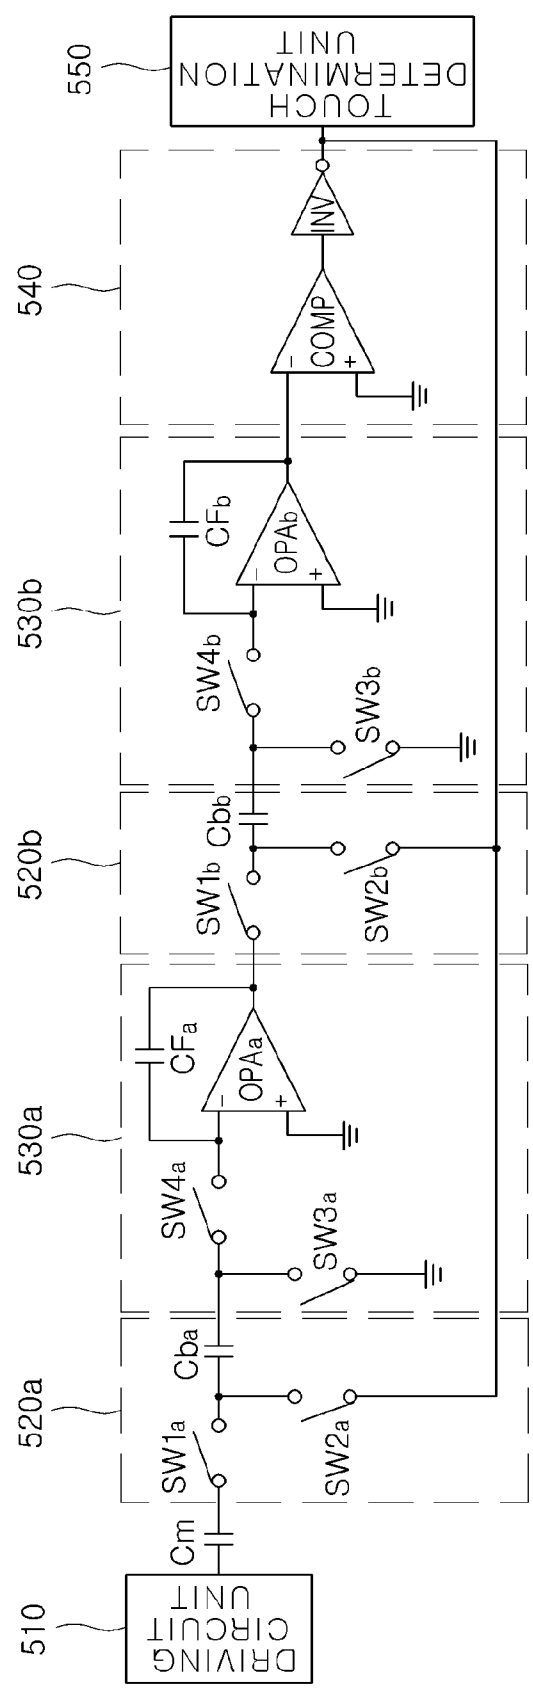 510
DRIVING
CIRCUIT
UNIT
Cm
520a
SW1a
Cba
SW2a
530a
SW4a
SW3a
CFa
OPAa
−
+
520b
SW1b
Cbb
SW2b
530b
SW4b
SW3b
CFb
OPAb
−
+
540
−
COMP
+
INV
550
TOUCH
DETERMINATION
UNIT